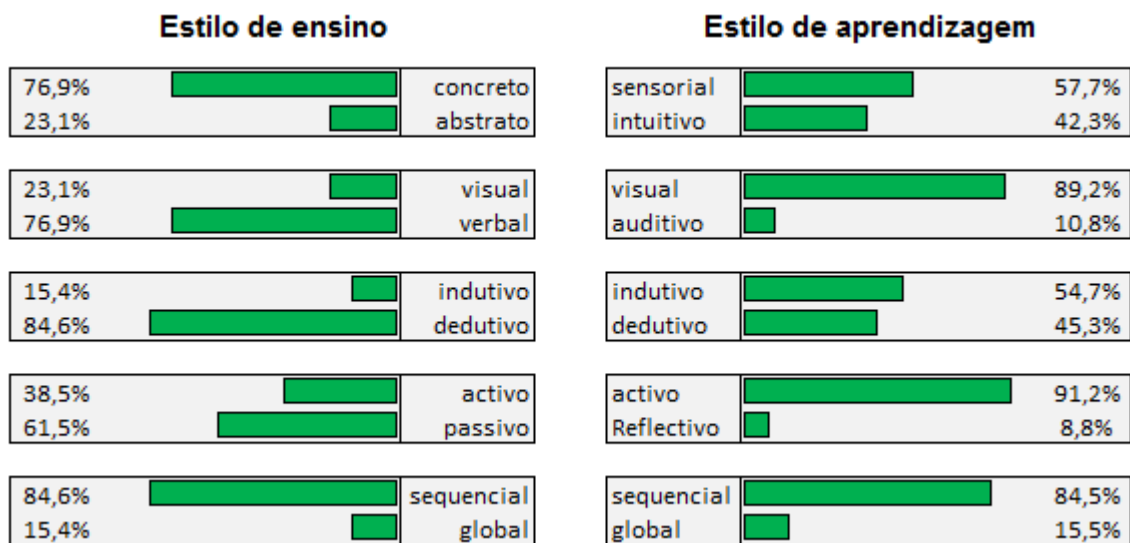 Estilo de ensino
76,9% concreto
23,1% abstrato
23,1% visual
76,9% verbal
15,4% indutivo
84,6% dedutivo
38,5% activo
61,5% passivo
84,6% sequencial
15,4% global
Estilo de aprendizagem
sensorial 57,7%
intuitivo 42,3%
visual 89,2%
auditivo 10,8%
indutivo 54,7%
dedutivo 45,3%
activo 91,2%
Reflectivo 8,8%
sequencial 84,5%
global 15,5%